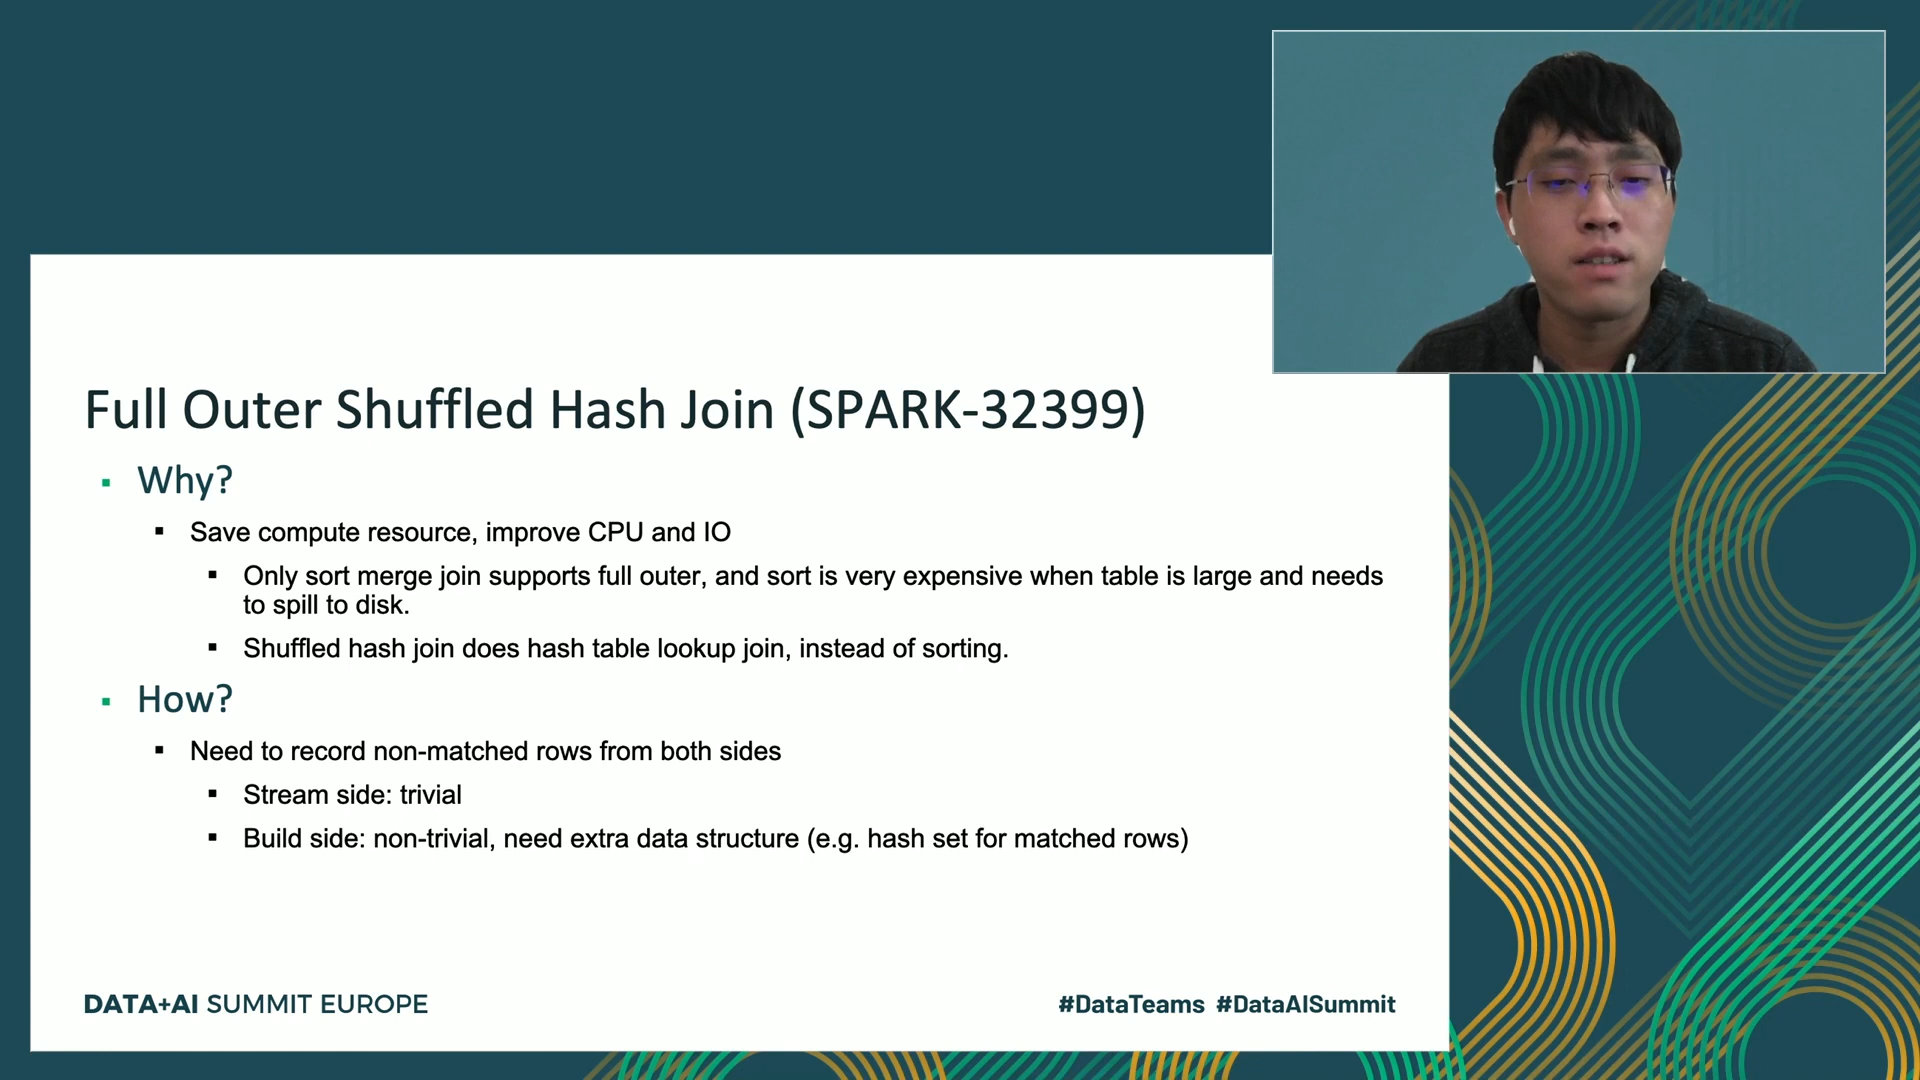 Full Outer Shuffled Hash Join (SPARK-32399)
Why?
Save compute resource, improve CPU and IO
Only sort merge join supports full outer, and sort is very expensive when table is large and needs
to spill to disk.
Shuffled hash join does hash table lookup join, instead of sorting.
How?
Need to record non-matched rows from both sides
Stream side: trivial
Build side: non-trivial, need extra data structure (e.g. hash set for matched rows)
DATA+AI SUMMIT EUROPE
#DataTeams #DataAISummit